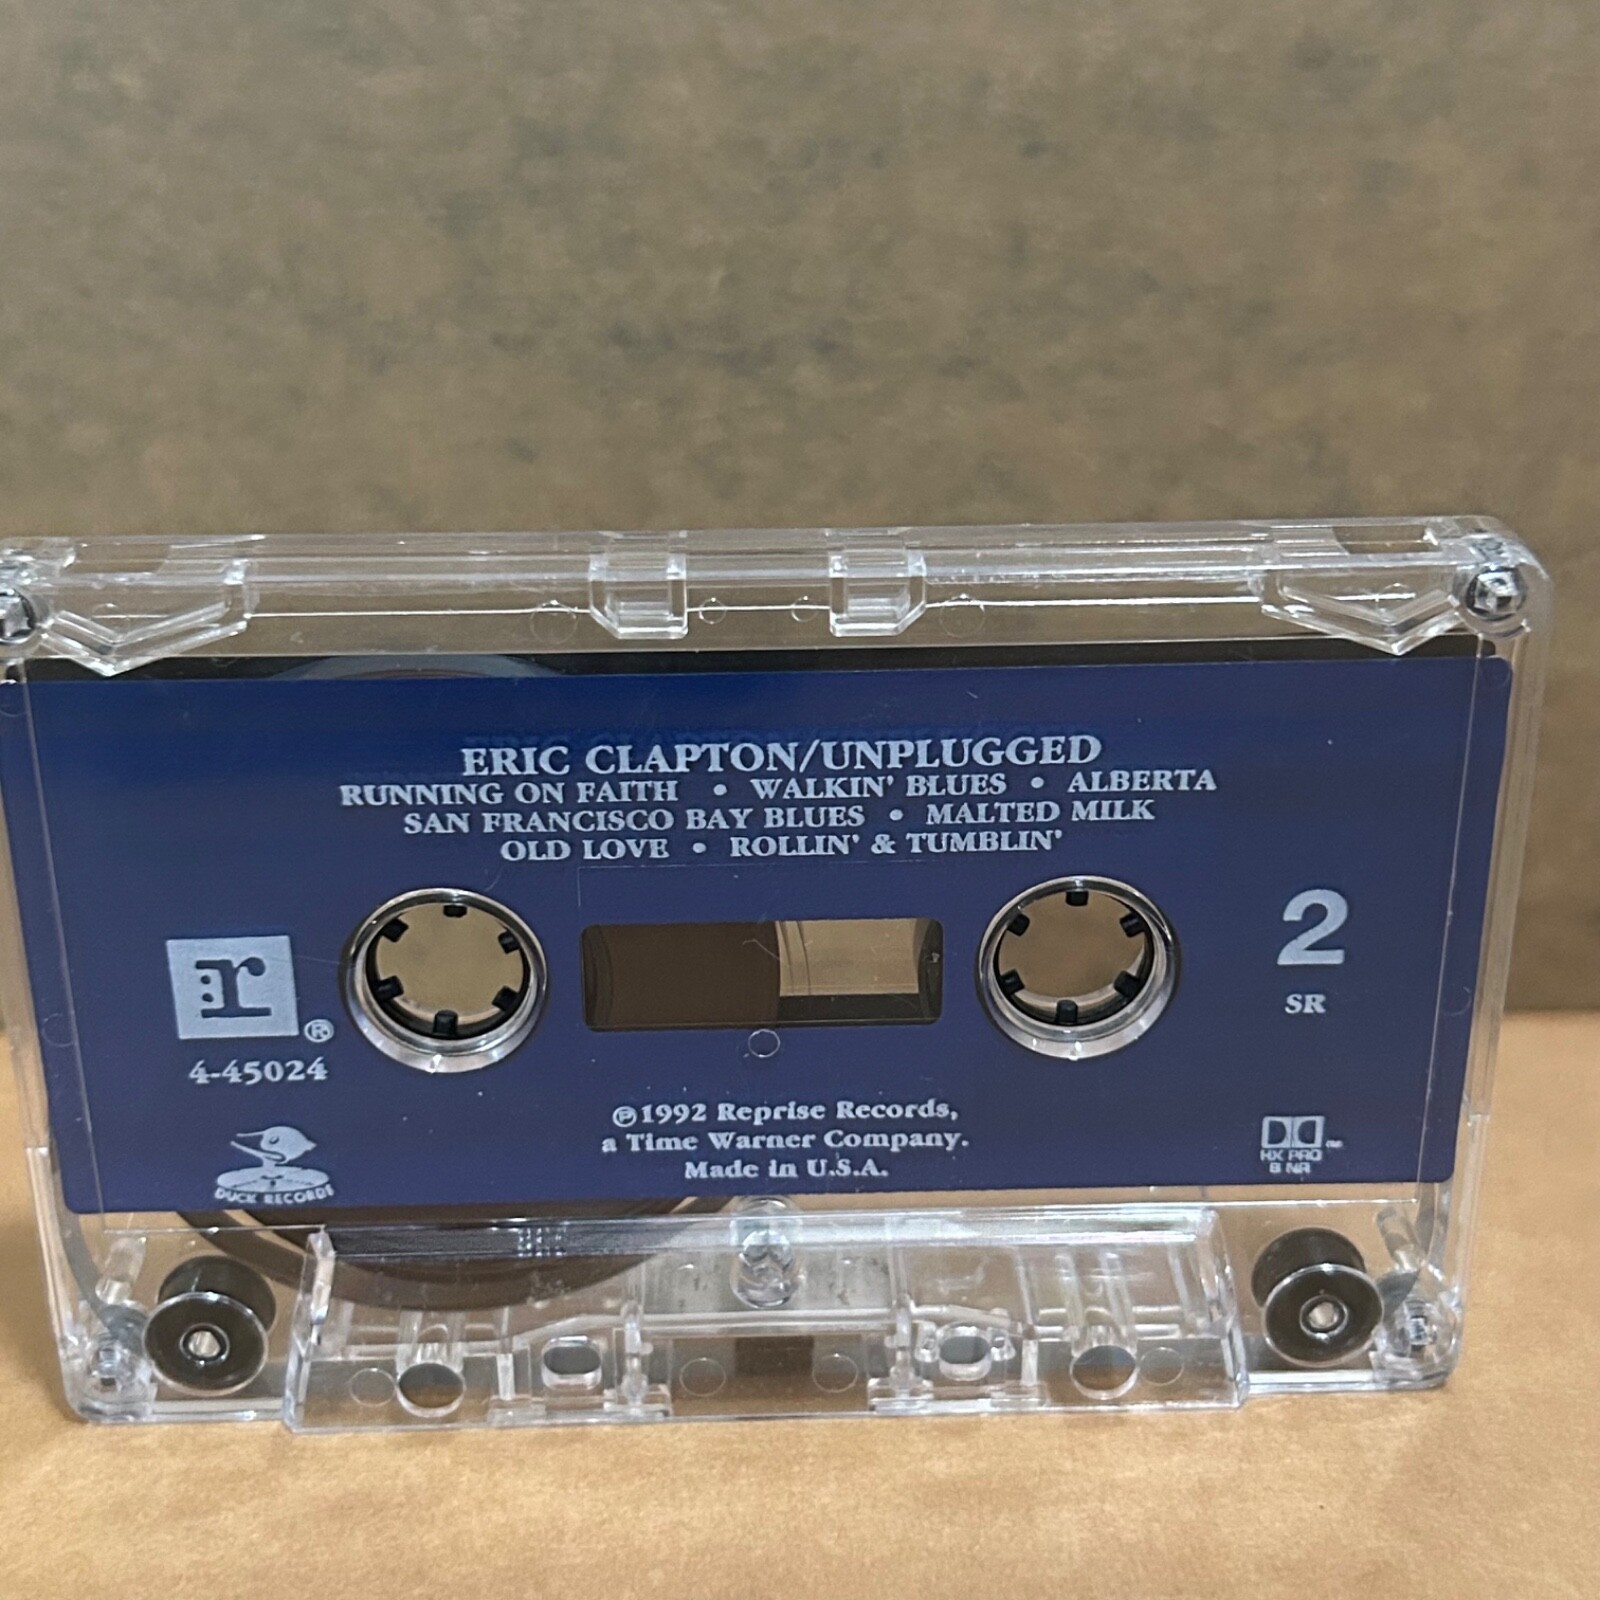 ERIC CLAPTON/UNPLUGGED
RUNNING ON FAITH • WALKIN' BLUES • ALBERTA
SAN FRANCISCO BAY BLUES • MALTED MILK
OLD LOVE • ROLLIN' & TUMBLIN'
2
SR
r®
4-45024
℗1992 Reprise Records,
a Time Warner Company.
Made in U.S.A.
DUCK RECORDS
HX PRO
B NR